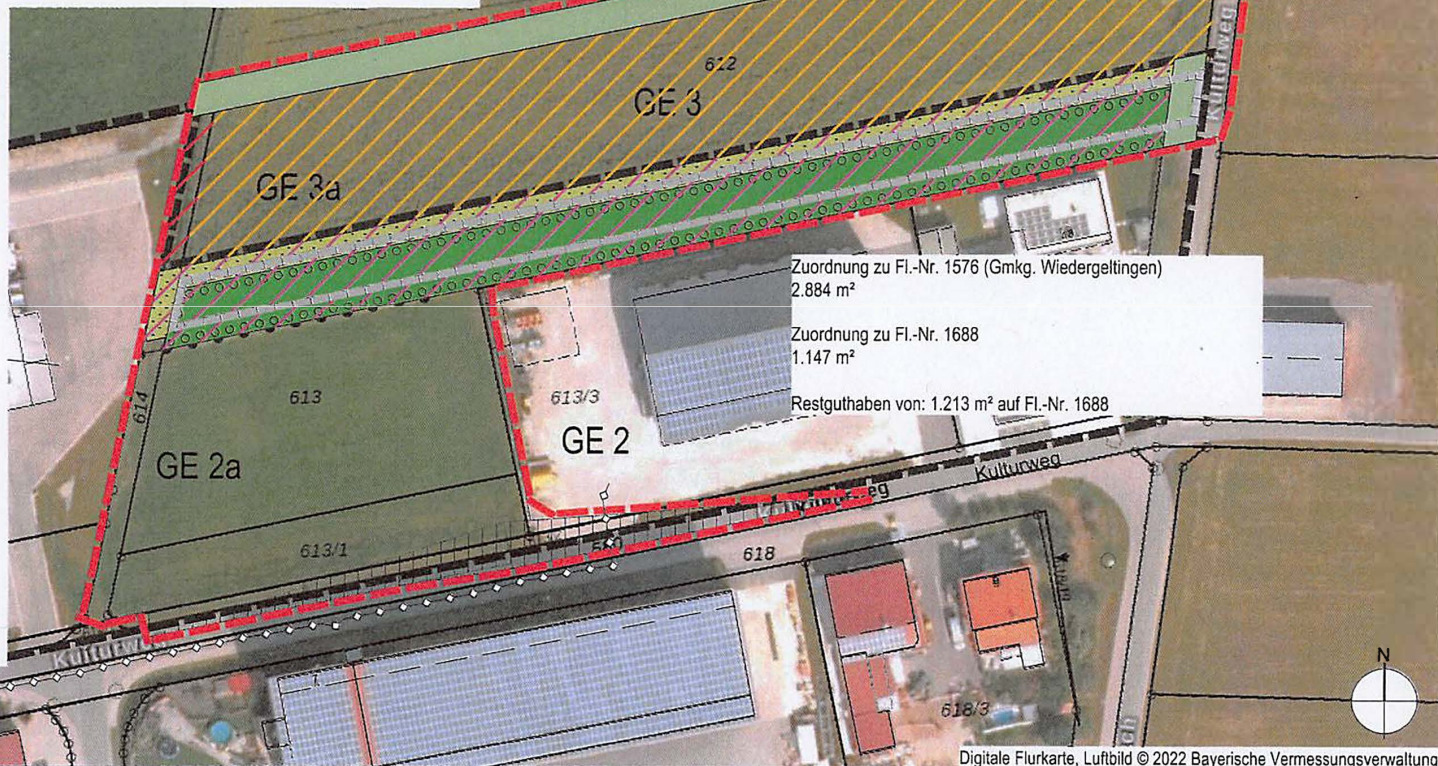 612
GE 3
Kulturweg
GE 3a
Zuordnung zu Fl.-Nr. 1576 (Gmkg. Wiedergeltingen)
2.884 m²
Zuordnung zu Fl.-Nr. 1688
1.147 m²
Restguthaben von: 1.213 m² auf Fl.-Nr. 1688
613
613/3
614
GE 2
GE 2a
Kulturweg
613/1
618
Kulturweg
618/3
N
Digitale Flurkarte, Luftbild © 2022 Bayerische Vermessungsverwaltung